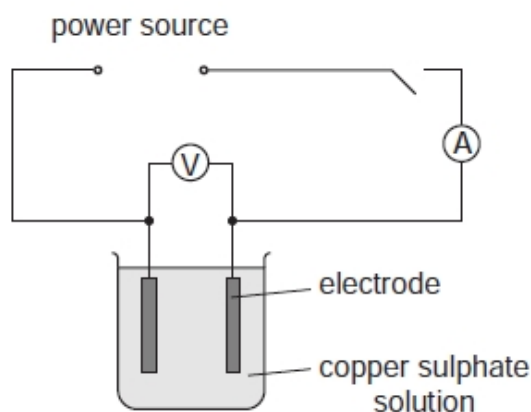 power source
A
V
electrode
copper sulphate
solution